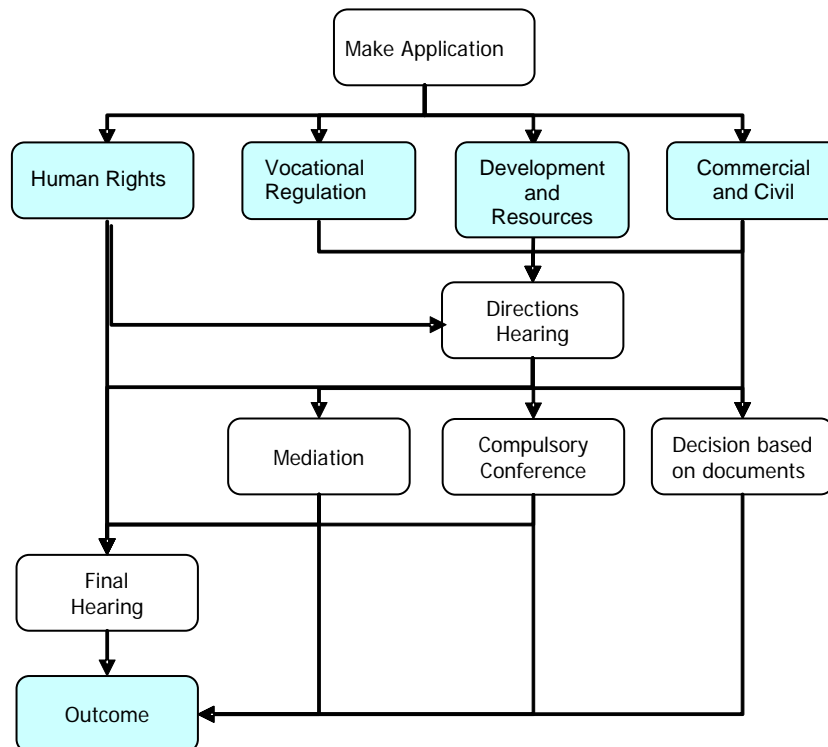 Make Application
Human Rights
Vocational
Regulation
Development
and
Resources
Commercial
and Civil
Directions
Hearing
Mediation
Compulsory
Conference
Decision based
on documents
Final
Hearing
Outcome